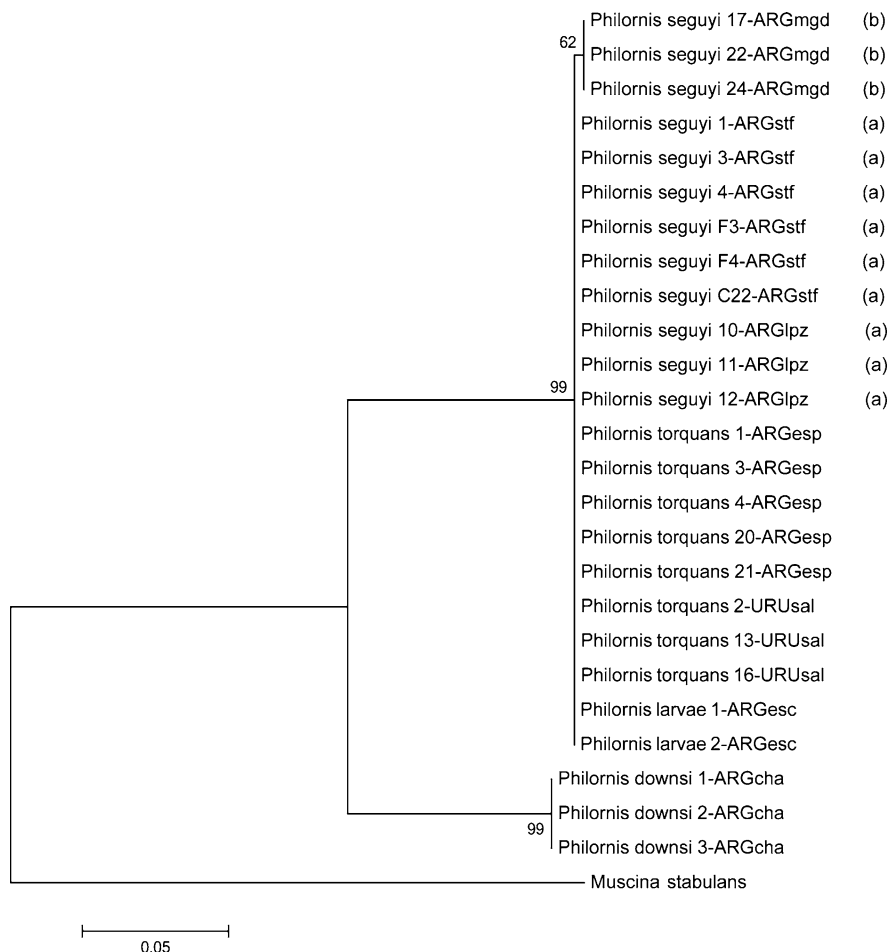 Philornis seguyi 17-ARGmgd (b)
62
Philornis seguyi 22-ARGmgd (b)
Philornis seguyi 24-ARGmgd (b)
Philornis seguyi 1-ARGstf (a)
Philornis seguyi 3-ARGstf (a)
Philornis seguyi 4-ARGstf (a)
Philornis seguyi F3-ARGstf (a)
Philornis seguyi F4-ARGstf (a)
Philornis seguyi C22-ARGstf (a)
Philornis seguyi 10-ARGlpz (a)
Philornis seguyi 11-ARGlpz (a)
99
Philornis seguyi 12-ARGlpz (a)
Philornis torquans 1-ARGesp
Philornis torquans 3-ARGesp
Philornis torquans 4-ARGesp
Philornis torquans 20-ARGesp
Philornis torquans 21-ARGesp
Philornis torquans 2-URUsal
Philornis torquans 13-URUsal
Philornis torquans 16-URUsal
Philornis larvae 1-ARGesc
Philornis larvae 2-ARGesc
Philornis downsi 1-ARGcha
Philornis downsi 2-ARGcha
99
Philornis downsi 3-ARGcha
Muscina stabulans
0.05